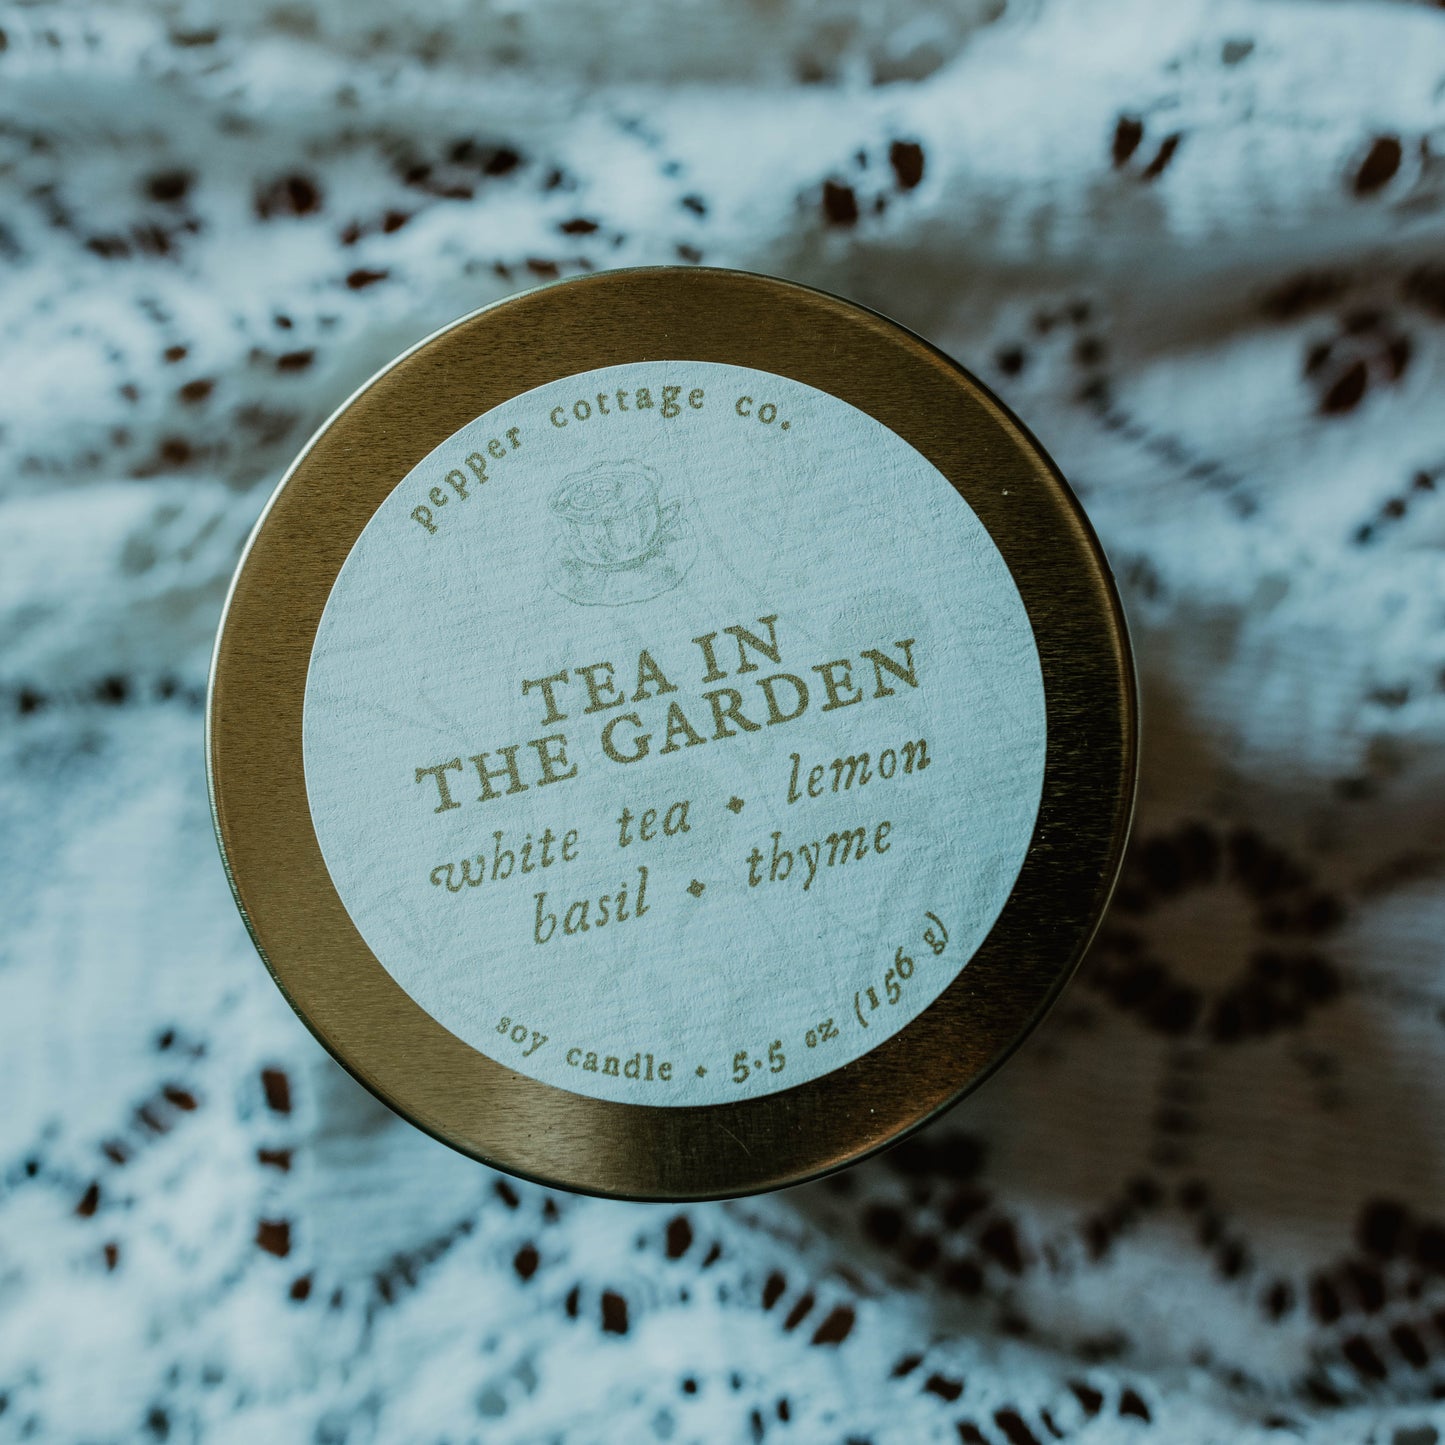 pepper cottage co.
TEA IN
THE GARDEN
white tea ✦ lemon
basil ✦ thyme
soy candle ✦ 5.5 oz (156 g)